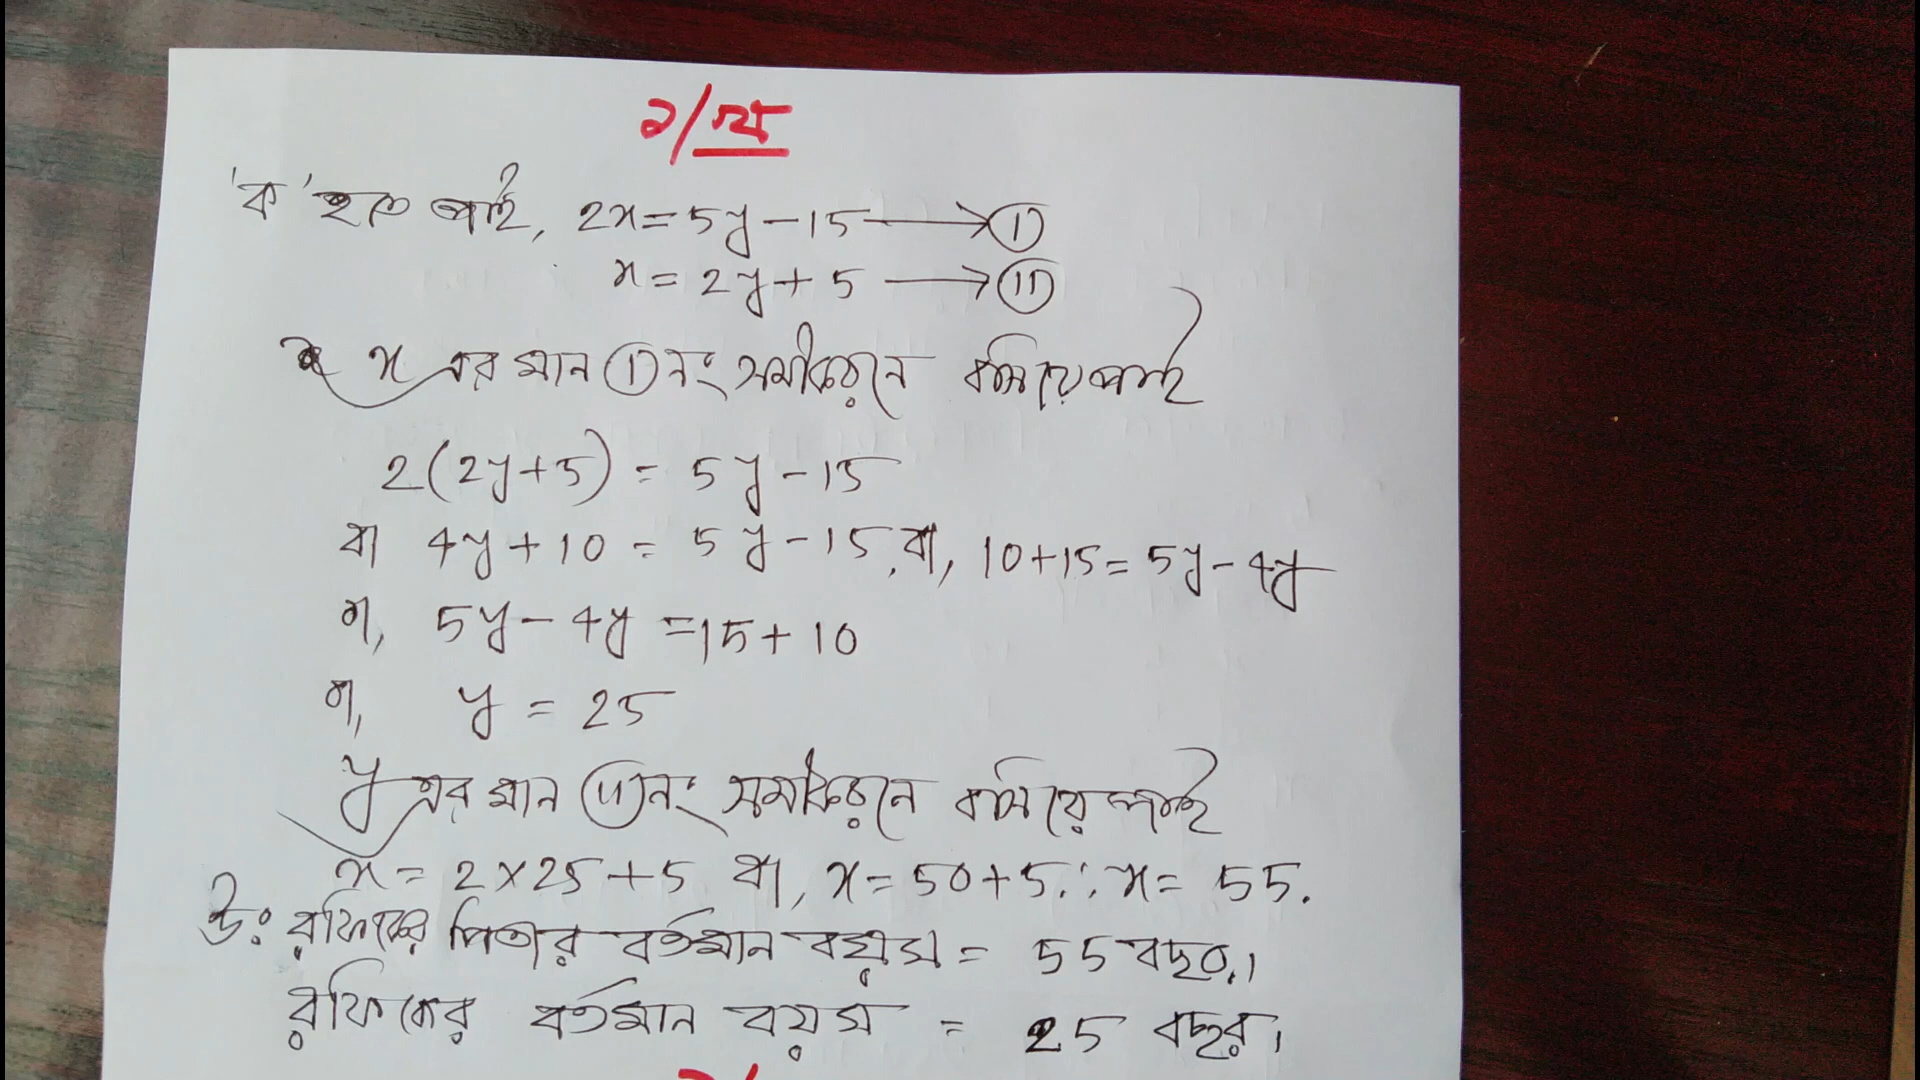 ২/খ
'ক' হতে পাই, 2x = 5y - 15 → (i)
x = 2y + 5 → (ii)
x এর মান (i) নং সমীকরনে বসিয়ে পাই
2(2y+5) = 5y - 15
বা 4y + 10 = 5y - 15, বা, 10+15 = 5y - 4y
বা, 5y - 4y = 15 + 10
বা, y = 25
y এর মান (ii) নং সমীকরনে বসিয়ে পাই
x = 2 × 25 + 5 বা, x = 50 + 5 ∴ x = 55.
উঃ রফিকের পিতার বর্তমান বয়স = 55 বছর।
রফিকের বর্তমান বয়স = 25 বছর।